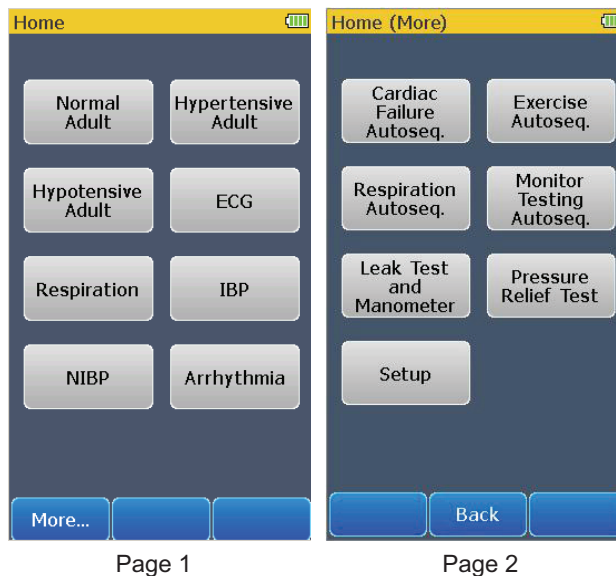 Home
Normal
Adult
Hypertensive
Adult
Hypotensive
Adult
ECG
Respiration
IBP
NIBP
Arrhythmia
More...
Page 1
Home (More)
Cardiac
Failure
Autoseq.
Exercise
Autoseq.
Respiration
Autoseq.
Monitor
Testing
Autoseq.
Leak Test
and
Manometer
Pressure
Relief Test
Setup
Back
Page 2